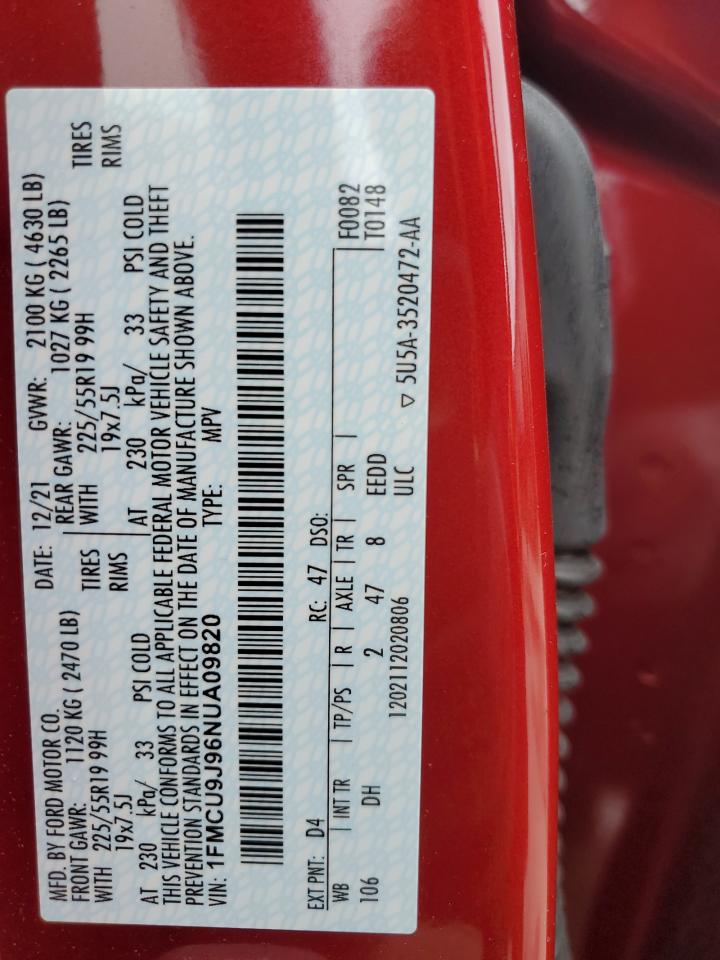 MFD. BY FORD MOTOR CO. DATE: 12/21 GVWR: 2100 KG ( 4630 LB)
FRONT GAWR: 1120 KG ( 2470 LB) REAR GAWR: 1027 KG ( 2265 LB)
WITH 225/55R19 99H TIRES WITH 225/55R19 99H TIRES
19x7.5J RIMS 19x7.5J RIMS
AT 230 kPa/ 33 PSI COLD AT 230 kPa/ 33 PSI COLD
THIS VEHICLE CONFORMS TO ALL APPLICABLE FEDERAL MOTOR VEHICLE SAFETY AND THEFT
PREVENTION STANDARDS IN EFFECT ON THE DATE OF MANUFACTURE SHOWN ABOVE.
VIN: 1FMCU9J96NUA09820 TYPE: MPV
EXT PNT: D4 RC: 47 DSO: F0082
WB | INT TR | TP/PS | R | AXLE | TR | SPR | T0148
106 DH 2 47 8 EEDD
1202112020806 ULC ▽ 5U5A-3520472-AA